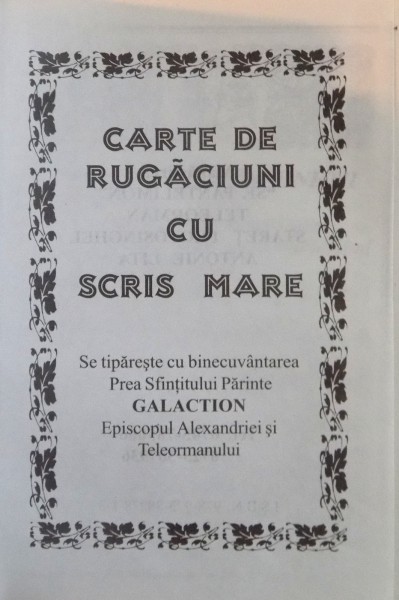 CARTE DE
RUGĂCIUNI
CU
SCRIS MARE
Se tipărește cu binecuvântarea
Prea Sfințitului Părinte
GALACTION
Episcopul Alexandriei și
Teleormanului